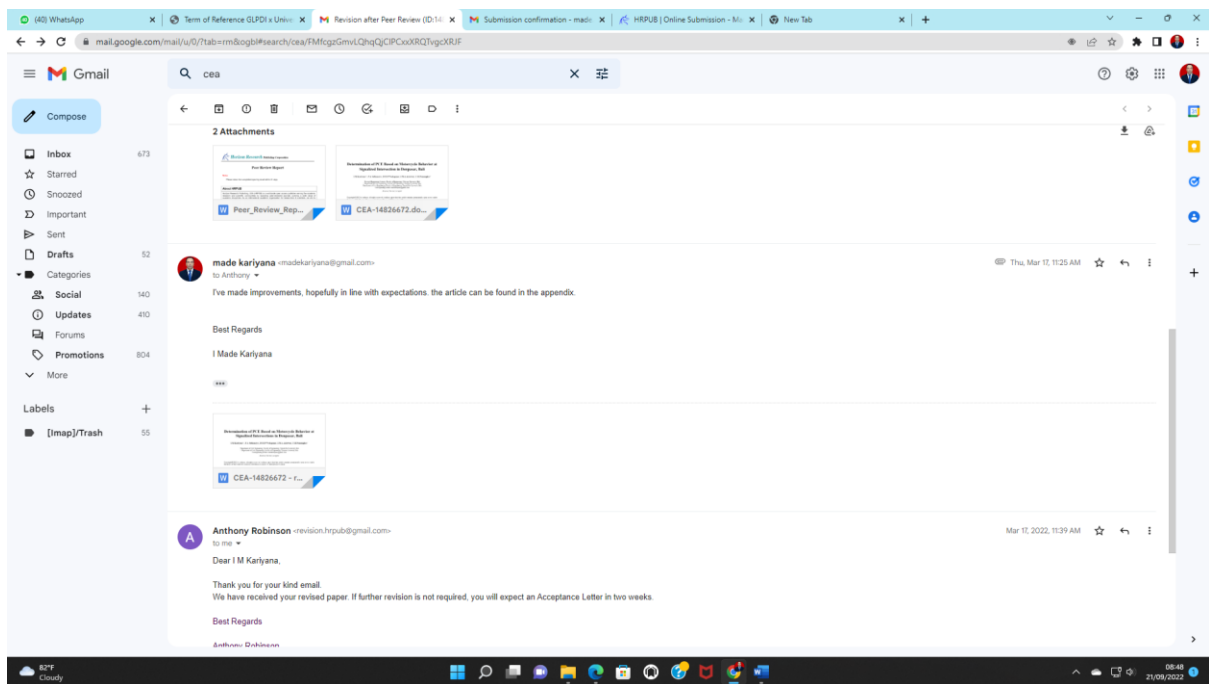 (40) WhatsApp
Term of Reference GLPDI x Unive
Revision after Peer Review (ID:14
Submission confirmation - made
HRPUB | Online Submission - Ma
New Tab
mail.google.com/mail/u/0/?tab=rm&ogbl#search/cea/FMfcgzGmvLQhqQjClPCxxXRQTvgcXRJF
Gmail
cea
Compose
2 Attachments
Inbox 673
Starred
Snoozed
Important
Sent
Drafts 52
Categories
Social 140
Updates 410
Forums
Promotions 804
More
Labels
[Imap]/Trash 55
Peer Review Report
Determination of PCU Based on Motorcycle Behavior at
Signalized Intersections in Denpasar, Bali
W Peer_Review_Rep...
W CEA-14826672.do...
made kariyana <madekariyana@gmail.com>
Thu, Mar 17, 11:25 AM
to Anthony
I've made improvements, hopefully in line with expectations. the article can be found in the appendix.
Best Regards
I Made Kariyana
Determination of PCU Based on Motorcycle Behavior at
Signalized Intersections in Denpasar, Bali
W CEA-14826672 - r...
A
Anthony Robinson <revision.hrpub@gmail.com>
Mar 17, 2022, 11:39 AM
to me
Dear I M Kariyana,
Thank you for your kind email.
We have received your revised paper. If further revision is not required, you will expect an Acceptance Letter in two weeks.
Best Regards
Anthony Robinson
82°F
Cloudy
08:48
21/09/2022